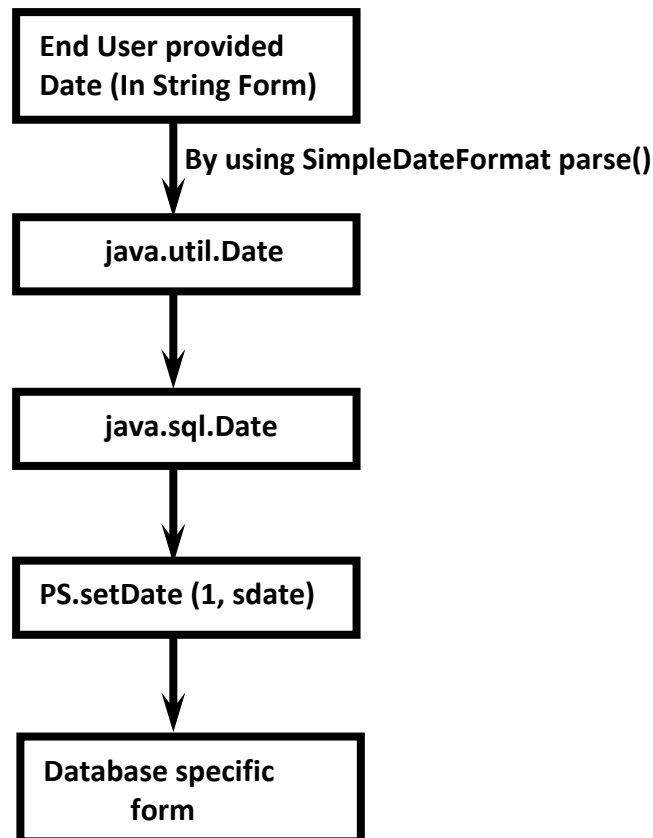 End User provided
Date (In String Form)
By using SimpleDateFormat parse()
java.util.Date
java.sql.Date
PS.setDate (1, sdate)
Database specific
form